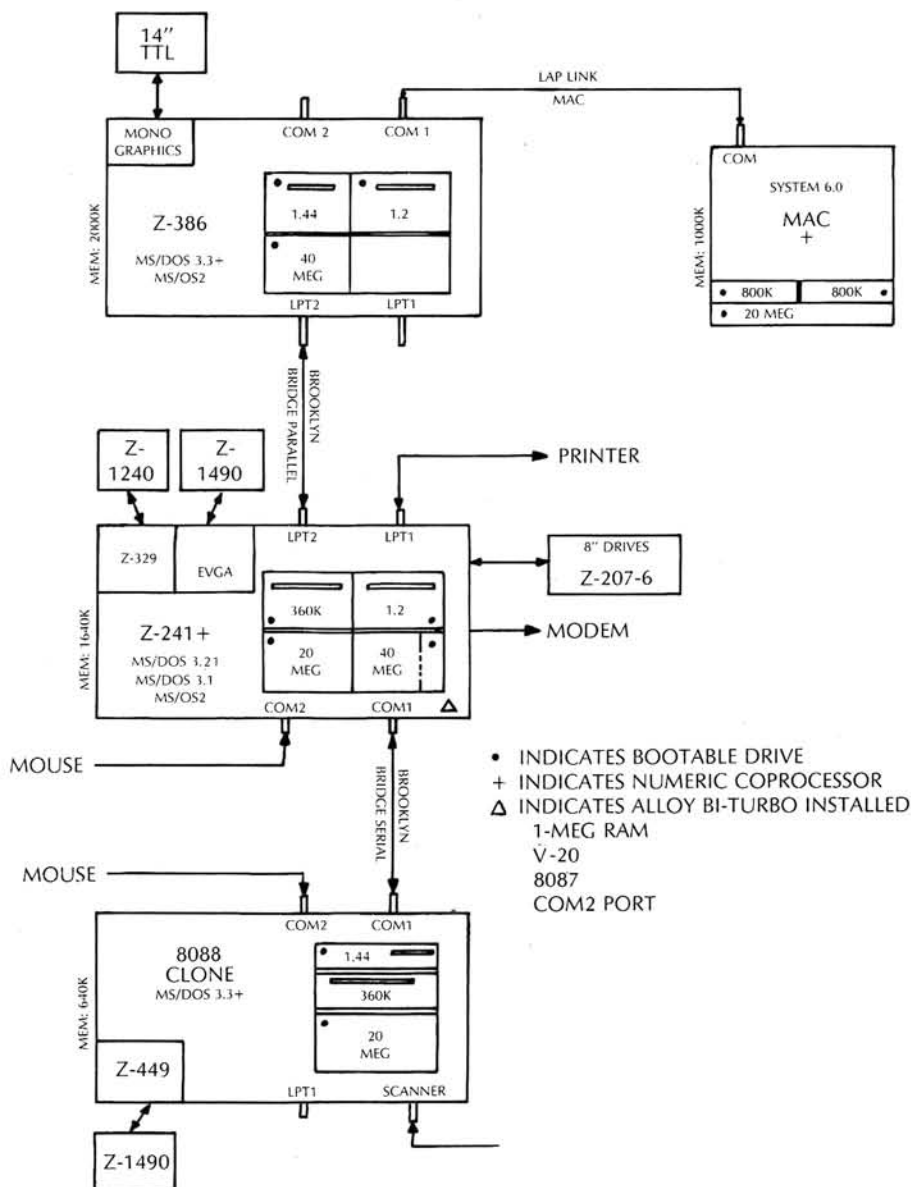 14"
TTL
LAP LINK
MAC
MONO
GRAPHICS
COM 2
COM 1
MEM: 2000K
Z-386
MS/DOS 3.3+
MS/OS2
1.44
1.2
40
MEG
LPT2
LPT1
COM
SYSTEM 6.0
MAC
+
MEM: 1000K
800K
800K
20 MEG
BROOKLYN
BRIDGE PARALLEL
Z-
1240
Z-
1490
PRINTER
Z-329
EVGA
LPT2
LPT1
8" DRIVES
Z-207-6
MEM: 1640K
Z-241+
MS/DOS 3.21
MS/DOS 3.1
MS/OS2
360K
1.2
20
MEG
40
MEG
MODEM
COM2
COM1
MOUSE
BROOKLYN
BRIDGE SERIAL
• INDICATES BOOTABLE DRIVE
+ INDICATES NUMERIC COPROCESSOR
Δ INDICATES ALLOY BI-TURBO INSTALLED
1-MEG RAM
V-20
8087
COM2 PORT
MOUSE
COM2
COM1
MEM: 640K
8088
CLONE
MS/DOS 3.3+
1.44
360K
20
MEG
Z-449
LPT1
SCANNER
Z-1490